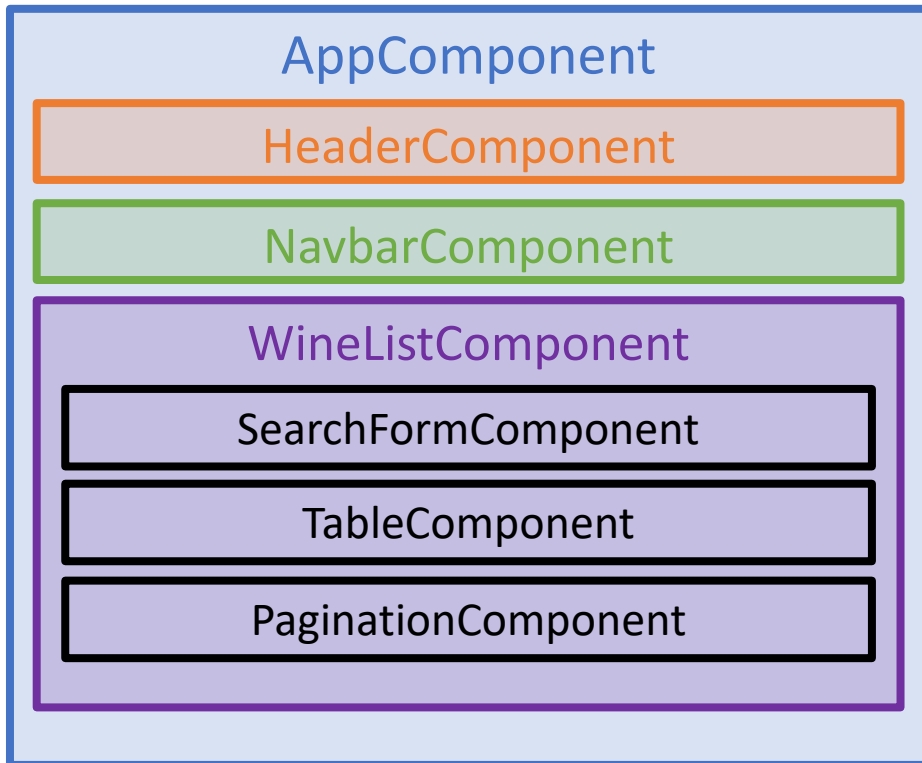 AppComponent
HeaderComponent
NavbarComponent
WineListComponent
SearchFormComponent
TableComponent
PaginationComponent